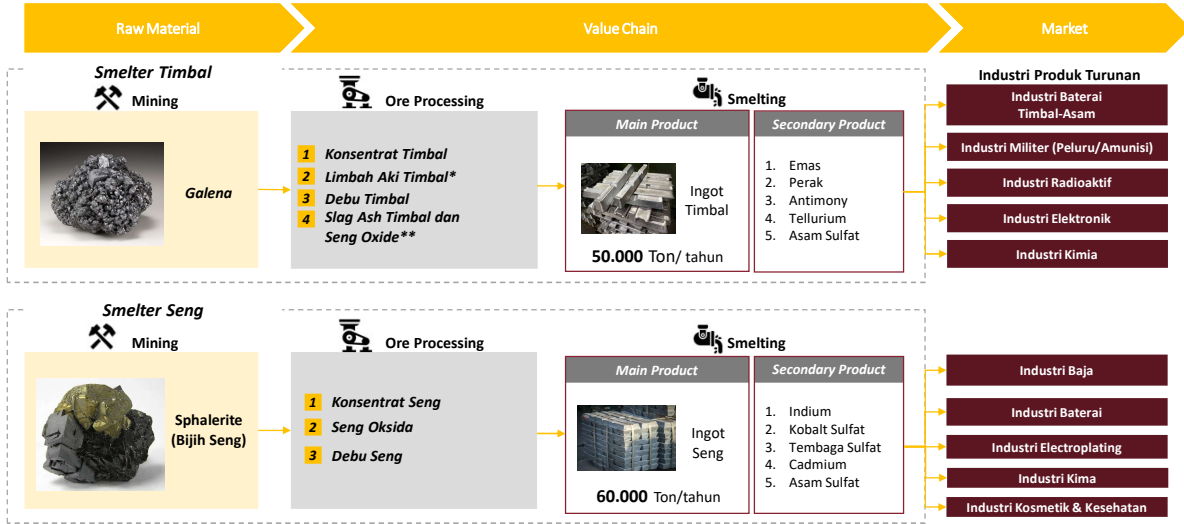 Raw Material
Value Chain
Market
Smelter Timbal
Mining
Ore Processing
Smelting
Industri Produk Turunan
Galena
1 Konsentrat Timbal
2 Limbah Aki Timbal*
3 Debu Timbal
4 Slag Ash Timbal dan
Seng Oxide**
Main Product
Ingot
Timbal
50.000 Ton/ tahun
Secondary Product
1. Emas
2. Perak
3. Antimony
4. Tellurium
5. Asam Sulfat
Industri Baterai
Timbal-Asam
Industri Militer (Peluru/Amunisi)
Industri Radioaktif
Industri Elektronik
Industri Kimia
Smelter Seng
Mining
Ore Processing
Smelting
Sphalerite
(Bijih Seng)
1 Konsentrat Seng
2 Seng Oksida
3 Debu Seng
Main Product
Ingot
Seng
60.000 Ton/tahun
Secondary Product
1. Indium
2. Kobalt Sulfat
3. Tembaga Sulfat
4. Cadmium
5. Asam Sulfat
Industri Baja
Industri Baterai
Industri Electroplating
Industri Kima
Industri Kosmetik & Kesehatan